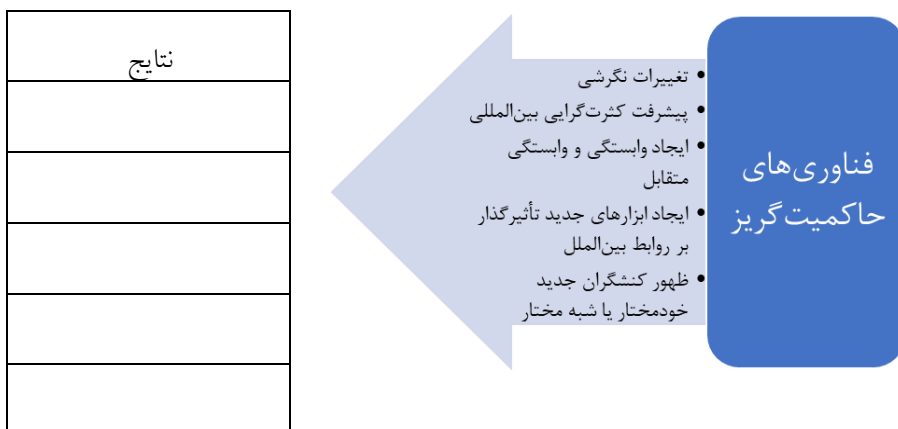 فناوری‌های
حاکمیت‌گریز
• تغییرات نگرشی
• پیشرفت کثرت‌گرایی بین‌المللی
• ایجاد وابستگی و وابستگی
متقابل
• ایجاد ابزارهای جدید تأثیرگذار
بر روابط بین‌الملل
• ظهور کنشگران جدید
خودمختار یا شبه مختار
نتایج